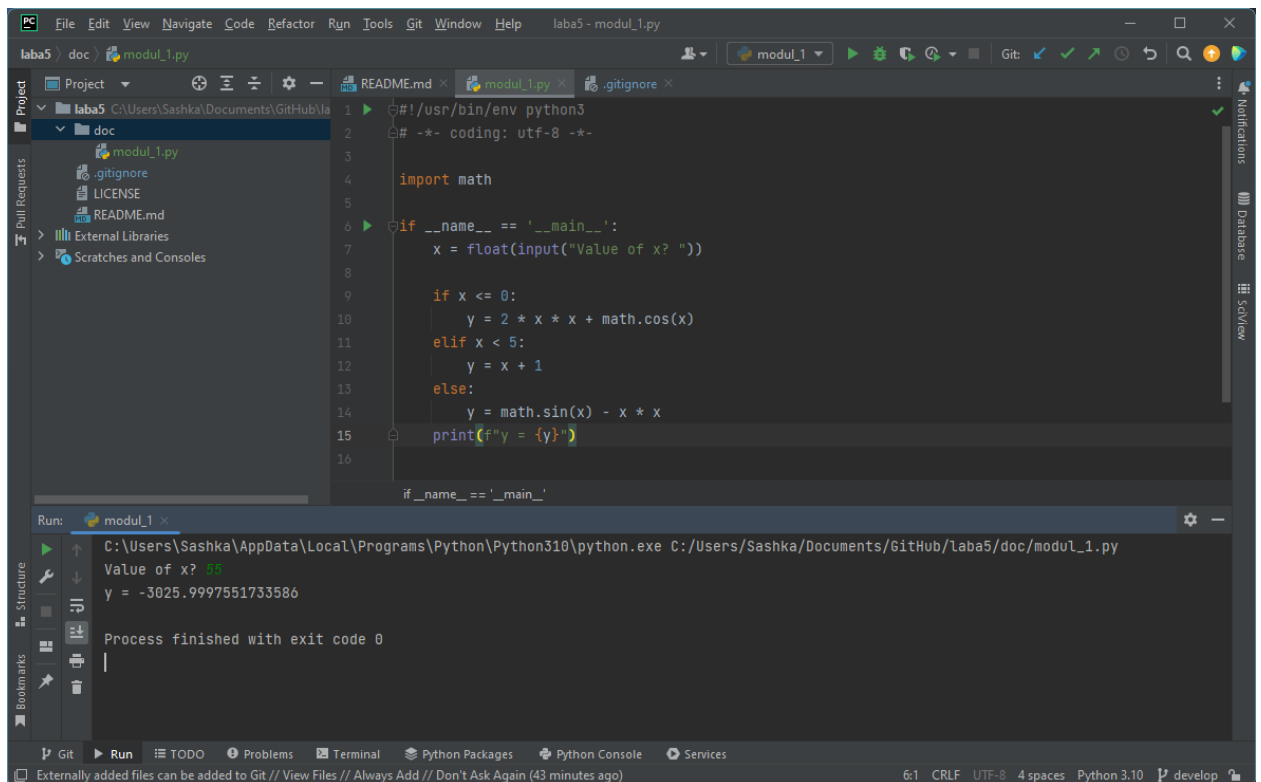 PC File Edit View Navigate Code Refactor Run Tools Git Window Help laba5 - modul_1.py
laba5 doc modul_1.py modul_1 Git:
Project README.md modul_1.py .gitignore
laba5 C:\Users\Sashka\Documents\GitHub\la
doc
modul_1.py
.gitignore
LICENSE
README.md
External Libraries
Scratches and Consoles
1 #!/usr/bin/env python3
2 # -*- coding: utf-8 -*-
3
4 import math
5
6 if __name__ == '__main__':
7 x = float(input("Value of x? "))
8
9 if x <= 0:
10 y = 2 * x * x + math.cos(x)
11 elif x < 5:
12 y = x + 1
13 else:
14 y = math.sin(x) - x * x
15 print(f"y = {y}")
16
if __name__ == '__main__'
Project
Pull Requests
Notifications
Database
SciView
Run: modul_1
C:\Users\Sashka\AppData\Local\Programs\Python\Python310\python.exe C:/Users/Sashka/Documents/GitHub/laba5/doc/modul_1.py
Value of x? 55
y = -3025.9997551733586
Process finished with exit code 0
Structure
Bookmarks
Git Run TODO Problems Terminal Python Packages Python Console Services
Externally added files can be added to Git // View Files // Always Add // Don't Ask Again (43 minutes ago) 6:1 CRLF UTF-8 4 spaces Python 3.10 develop